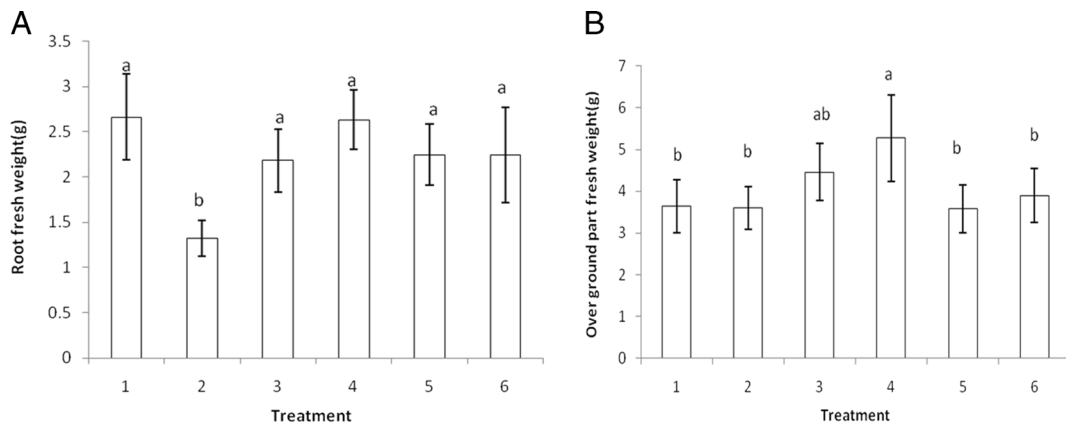 A
Root fresh weight(g)
3.5
3
2.5
2
1.5
1
0.5
0
a
b
a
a
a
a
1 2 3 4 5 6
Treatment
B
Over ground part fresh weight(g)
7
6
5
4
3
2
1
0
b
b
ab
a
b
b
1 2 3 4 5 6
Treatment